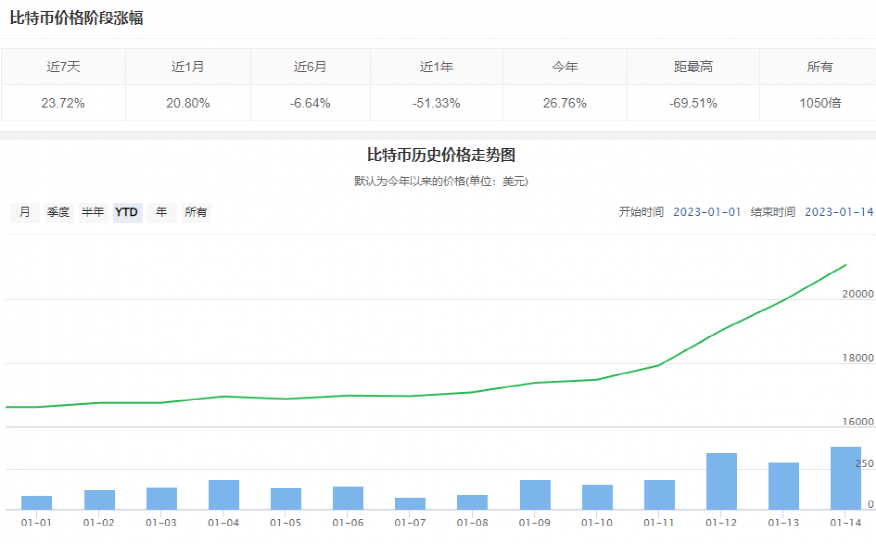 比特币价格阶段涨幅
近7天 近1月 近6月 近1年 今年 距最高 所有
23.72% 20.80% -6.64% -51.33% 26.76% -69.51% 1050倍
比特币历史价格走势图
默认为今年以来的价格(单位：美元)
月 季度 半年 YTD 年 所有 开始时间 2023-01-01 结束时间 2023-01-14
20000
18000
16000
250
0
01-01 01-02 01-03 01-04 01-05 01-06 01-07 01-08 01-09 01-10 01-11 01-12 01-13 01-14